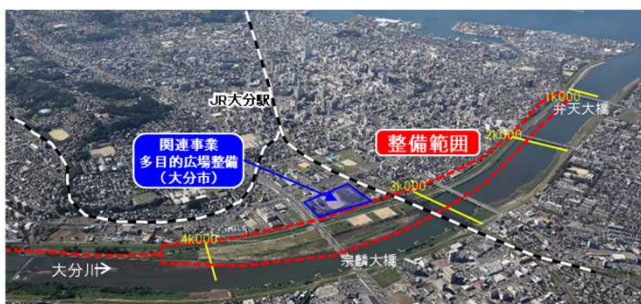 1k000
弁天大橋
JR大分駅
2k000
関連事業
多目的広場整備
(大分市)
整備範囲
3k000
4k000
宗麟大橋
大分川→